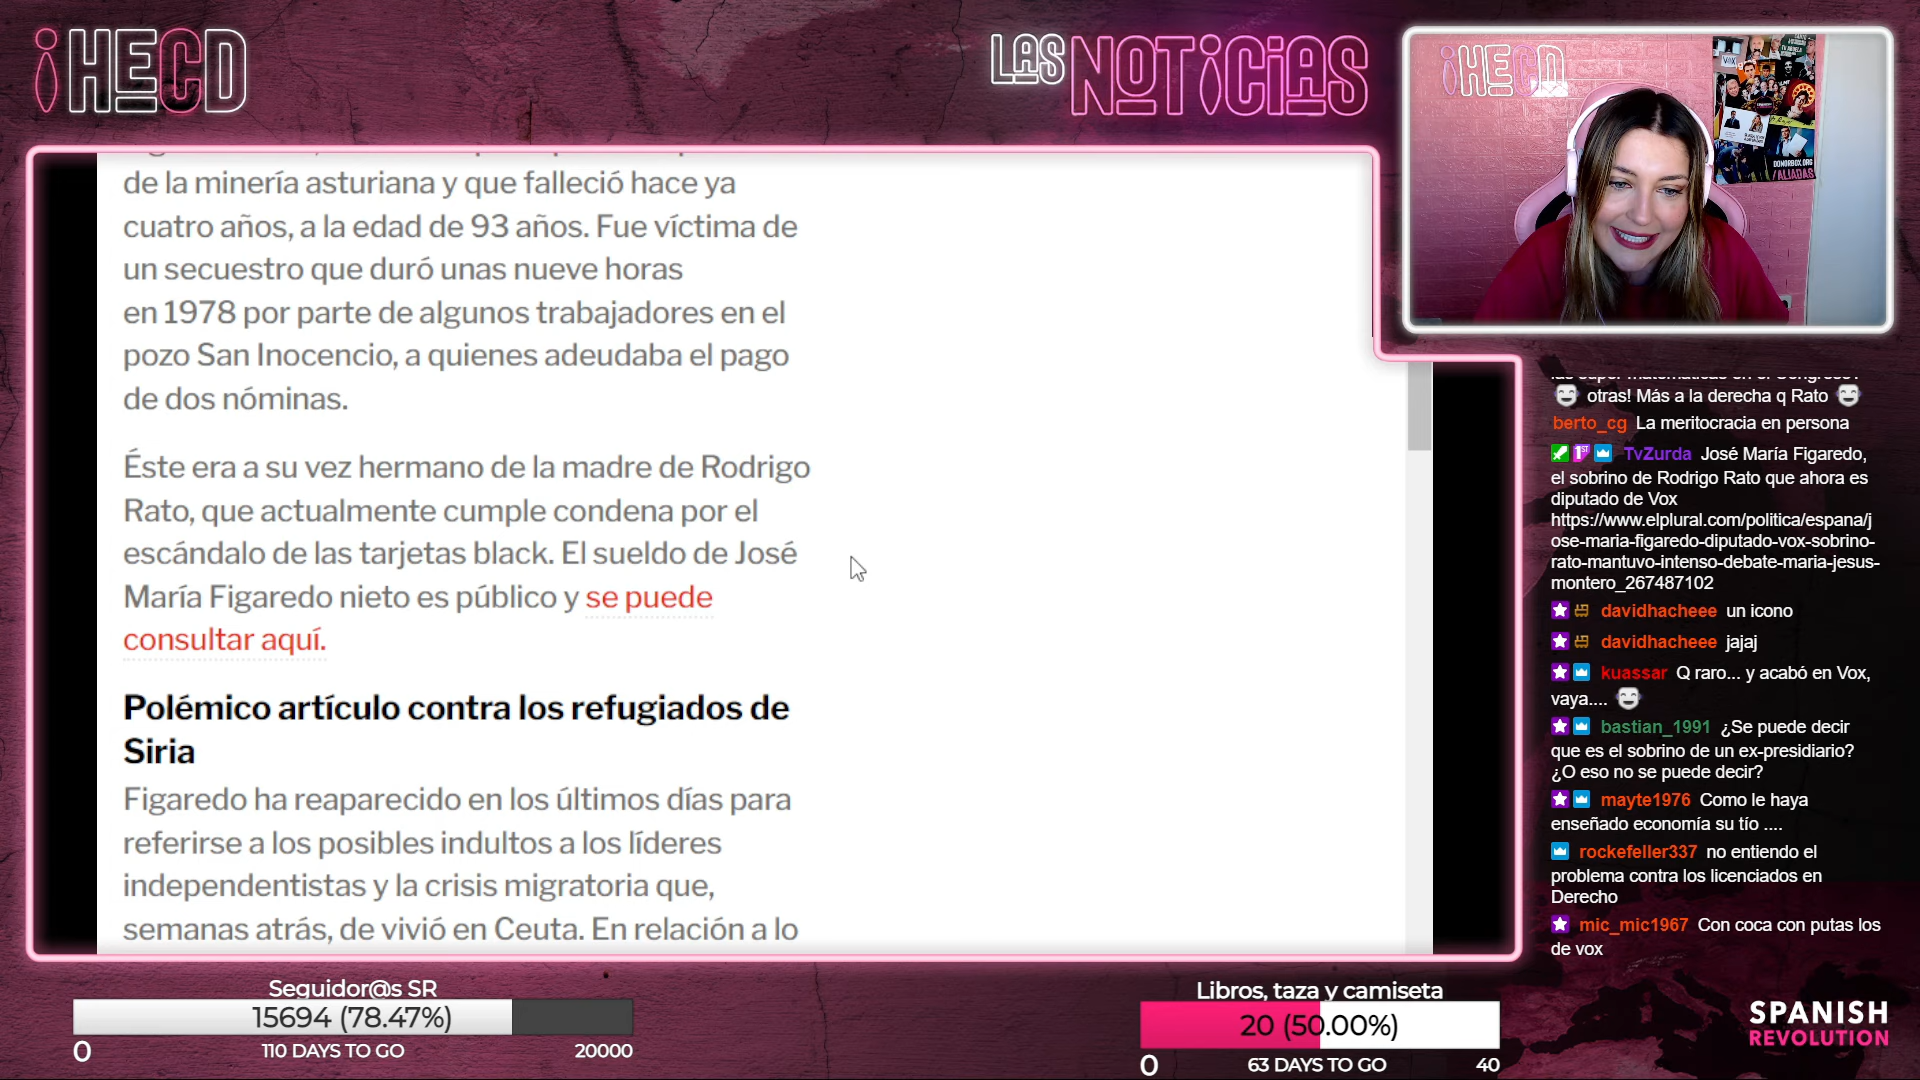 ¡HECD
LAS NOTICIAS
¡HECD
VOX
DONORBOX.ORG
/ALIADAS
de la minería asturiana y que falleció hace ya
cuatro años, a la edad de 93 años. Fue víctima de
un secuestro que duró unas nueve horas
en 1978 por parte de algunos trabajadores en el
pozo San Inocencio, a quienes adeudaba el pago
de dos nóminas.
Éste era a su vez hermano de la madre de Rodrigo
Rato, que actualmente cumple condena por el
escándalo de las tarjetas black. El sueldo de José
María Figaredo nieto es público y se puede
consultar aquí.
Polémico artículo contra los refugiados de
Siria
Figaredo ha reaparecido en los últimos días para
referirse a los posibles indultos a los líderes
independentistas y la crisis migratoria que,
semanas atrás, de vivió en Ceuta. En relación a lo
otras! Más a la derecha q Rato
berto_cg La meritocracia en persona
1ST TvZurda José María Figaredo,
el sobrino de Rodrigo Rato que ahora es
diputado de Vox
https://www.elplural.com/politica/espana/j
ose-maria-figaredo-diputado-vox-sobrino-
rato-mantuvo-intenso-debate-maria-jesus-
montero_267487102
davidhacheee un icono
davidhacheee jajaj
kuassar Q raro... y acabó en Vox,
vaya....
bastian_1991 ¿Se puede decir
que es el sobrino de un ex-presidiario?
¿O eso no se puede decir?
mayte1976 Como le haya
enseñado economía su tío ....
rockefeller337 no entiendo el
problema contra los licenciados en
Derecho
mic_mic1967 Con coca con putas los
de vox
Seguidor@s SR
15694 (78.47%)
0 110 DAYS TO GO 20000
Libros, taza y camiseta
20 (50.00%)
0 63 DAYS TO GO 40
SPANISH
REVOLUTION